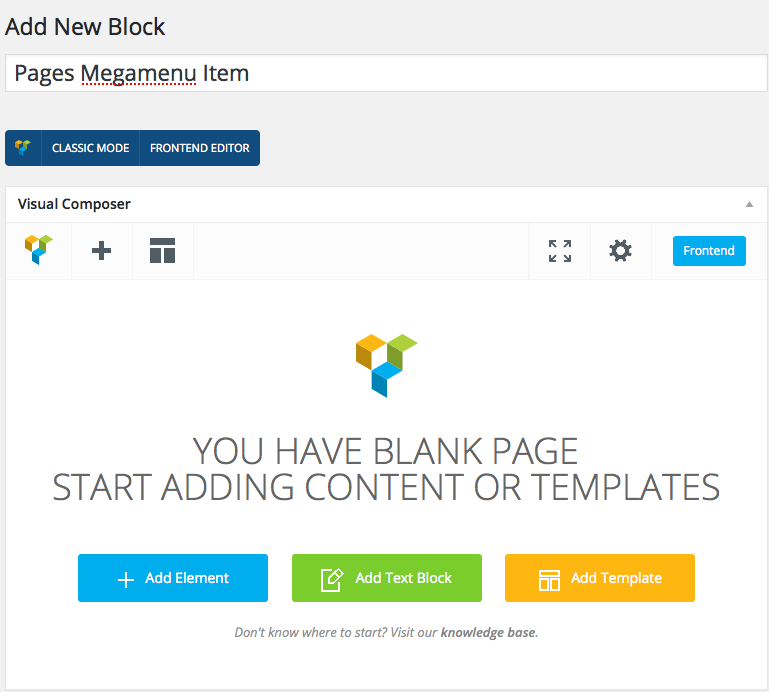 Add New Block
Pages Megamenu Item
CLASSIC MODE FRONTEND EDITOR
Visual Composer
Frontend
YOU HAVE BLANK PAGE
START ADDING CONTENT OR TEMPLATES
Add Element Add Text Block Add Template
Don't know where to start? Visit our knowledge base.